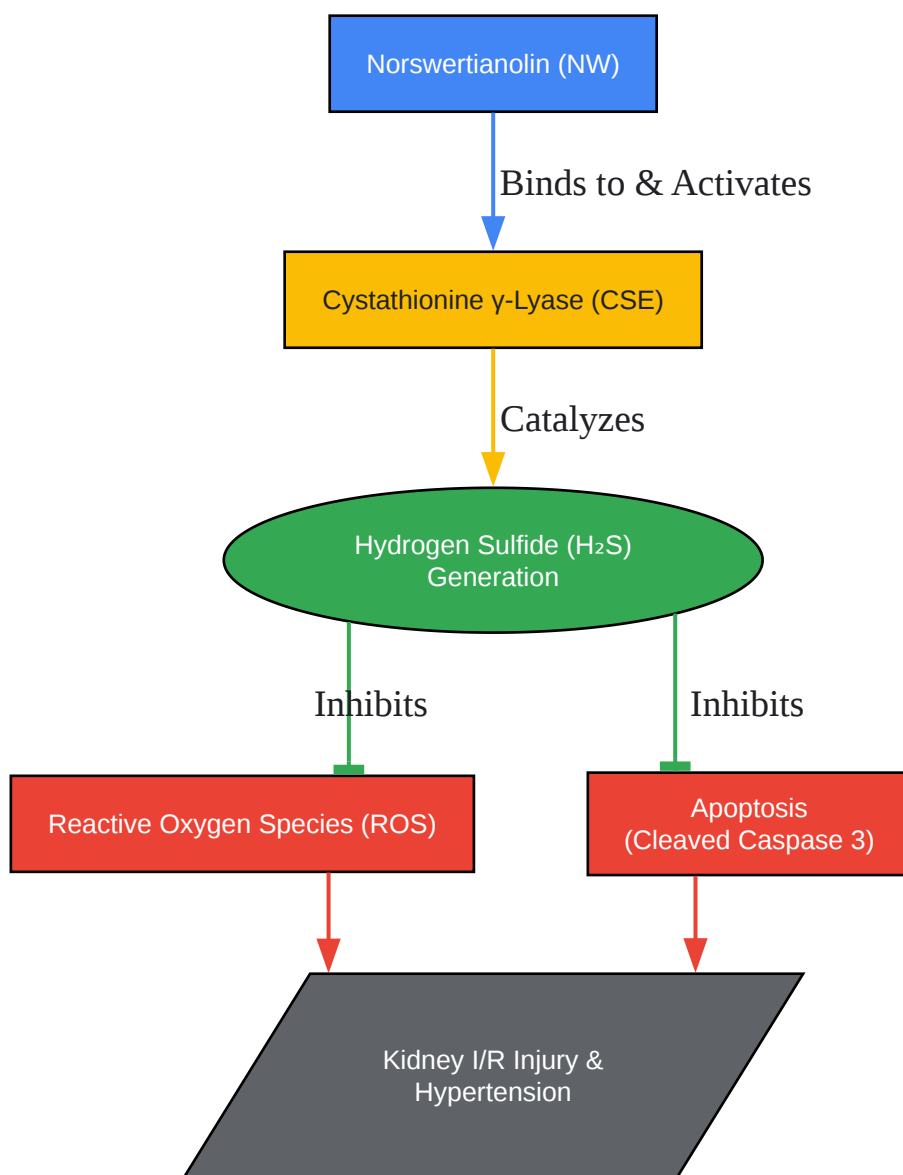 Norswertianolin (NW)
Binds to & Activates
Cystathionine γ-Lyase (CSE)
Catalyzes
Hydrogen Sulfide (H₂S)
Generation
Inhibits
Inhibits
Reactive Oxygen Species (ROS)
Apoptosis
(Cleaved Caspase 3)
Kidney I/R Injury &
Hypertension